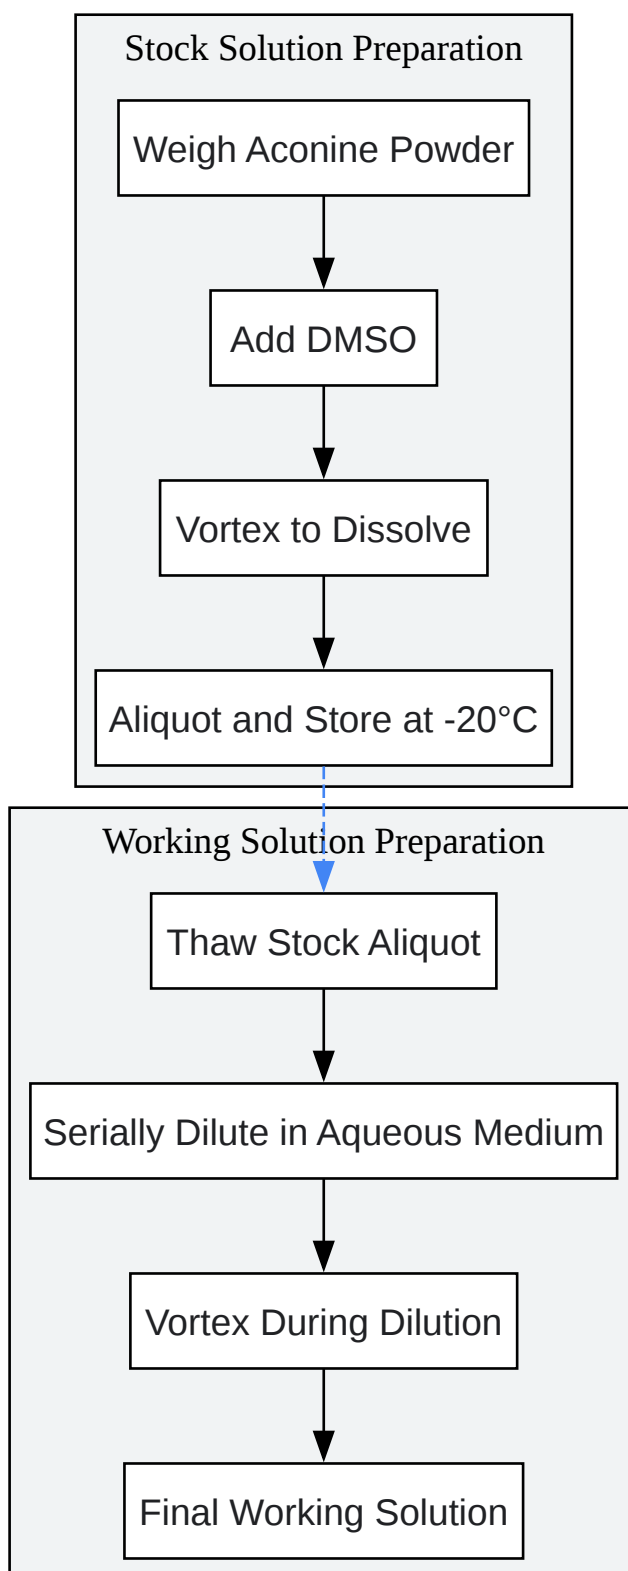 Stock Solution Preparation
Weigh Aconine Powder
Add DMSO
Vortex to Dissolve
Aliquot and Store at -20°C
Working Solution Preparation
Thaw Stock Aliquot
Serially Dilute in Aqueous Medium
Vortex During Dilution
Final Working Solution